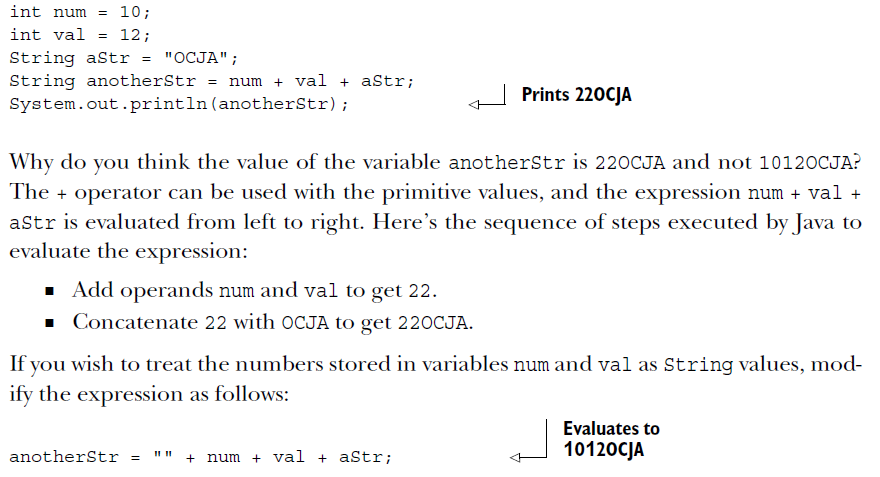 int num = 10;
int val = 12;
String aStr = "OCJA";
String anotherStr = num + val + aStr;
System.out.println(anotherStr);
Prints 22OCJA
Why do you think the value of the variable anotherStr is 22OCJA and not 1012OCJA?
The + operator can be used with the primitive values, and the expression num + val +
aStr is evaluated from left to right. Here’s the sequence of steps executed by Java to
evaluate the expression:
■ Add operands num and val to get 22.
■ Concatenate 22 with OCJA to get 22OCJA.
If you wish to treat the numbers stored in variables num and val as String values, mod-
ify the expression as follows:
Evaluates to
1012OCJA
anotherStr = "" + num + val + aStr;